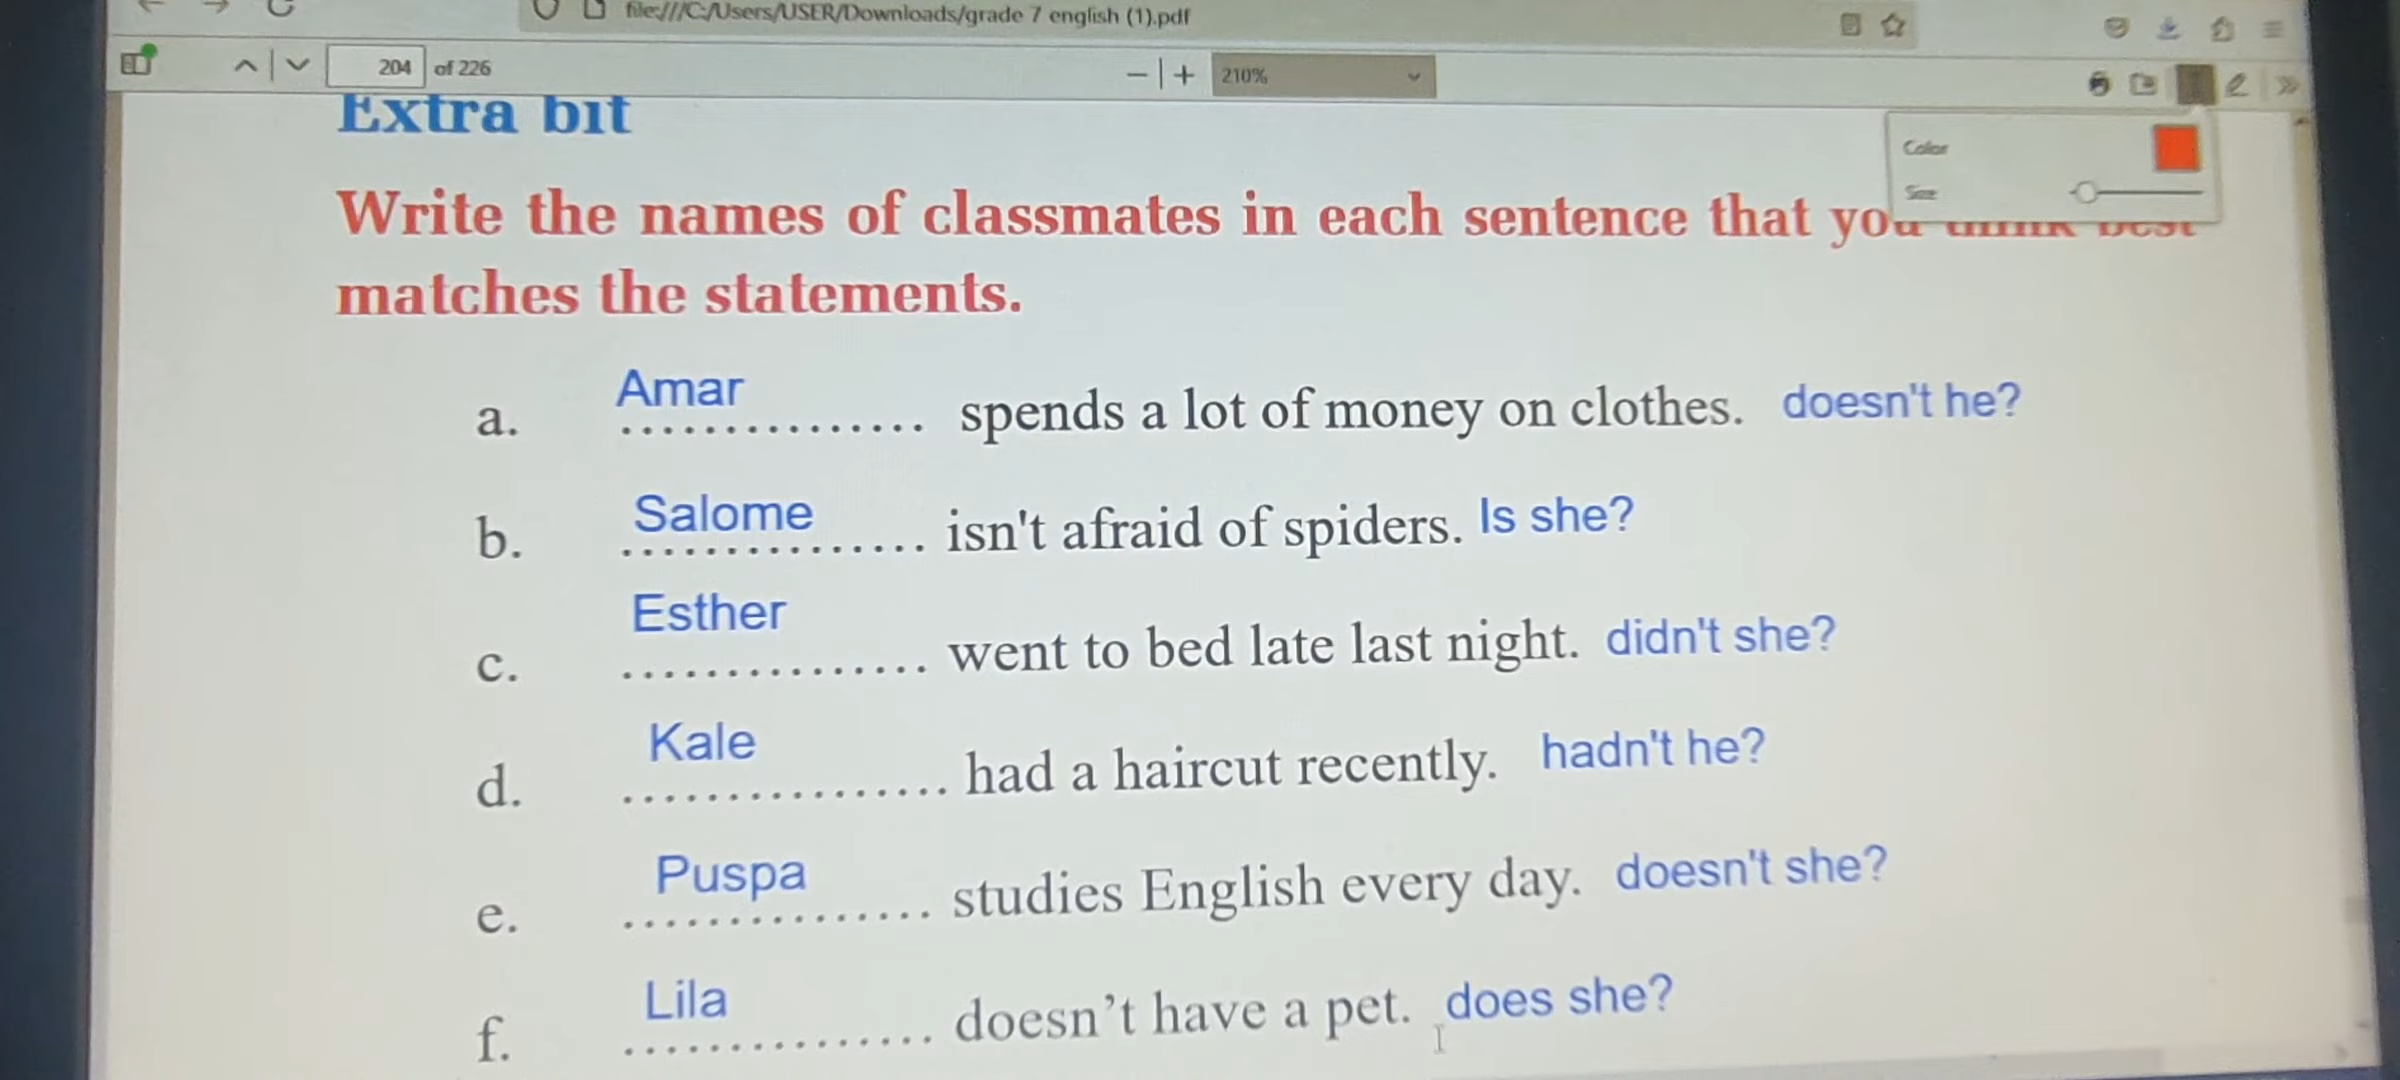 file:///C:/Users/USER/Downloads/grade 7 english (1).pdf
204 of 226
210%
Color
Size
Extra bit
Write the names of classmates in each sentence that you think best
matches the statements.
a. Amar ............... spends a lot of money on clothes. doesn't he?
b. Salome ............... isn't afraid of spiders. Is she?
c. Esther ............... went to bed late last night. didn't she?
d. Kale ................ had a haircut recently. hadn't he?
e. Puspa ............... studies English every day. doesn't she?
f. Lila ............... doesn’t have a pet. does she?